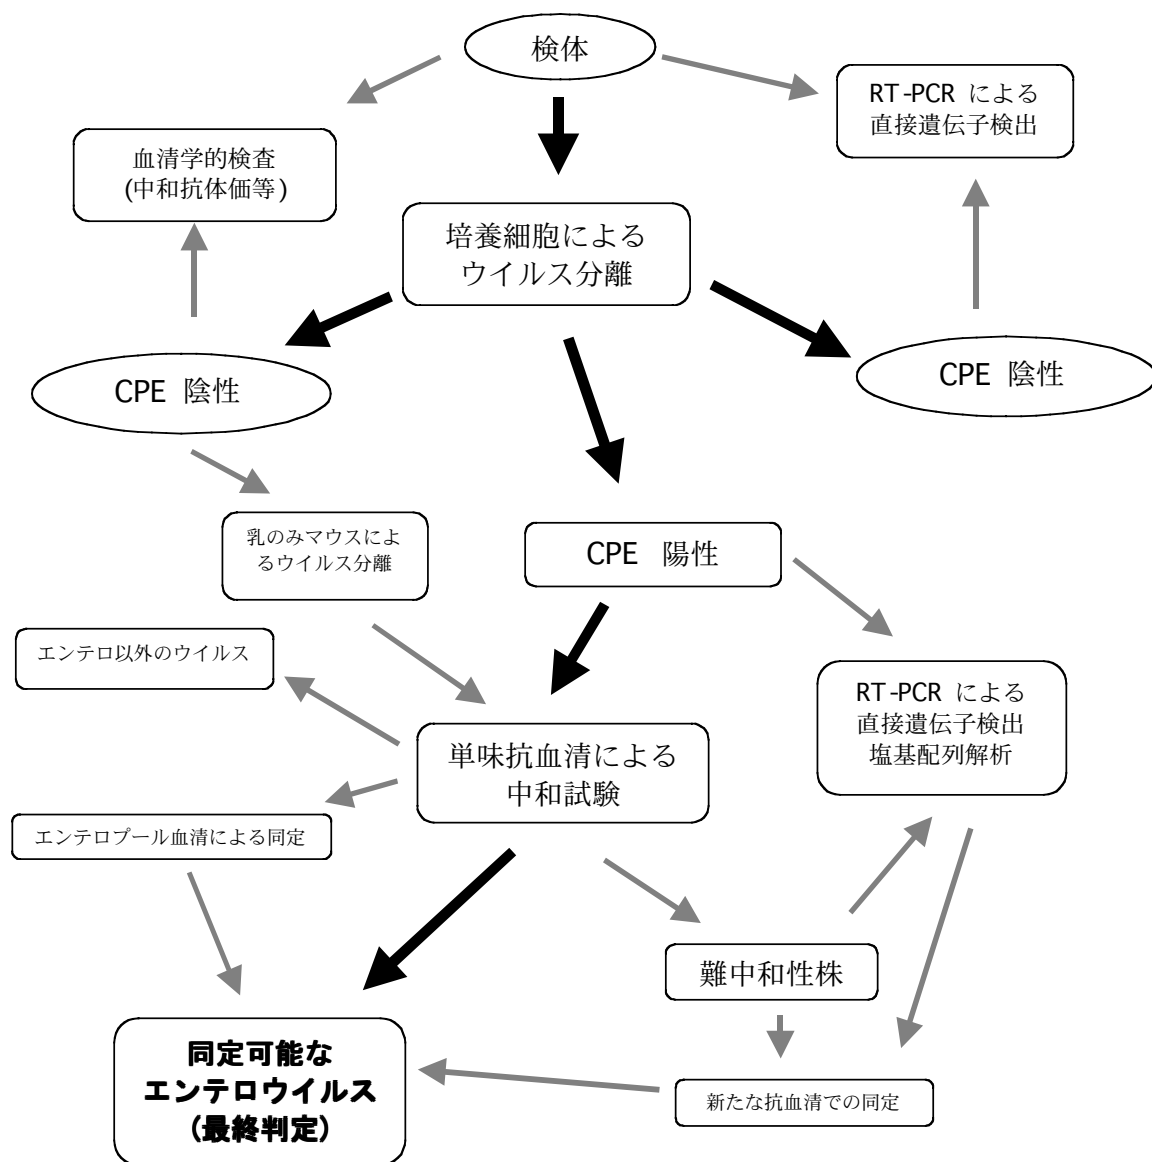 検体
RT-PCR による
直接遺伝子検出
血清学的検査
(中和抗体価等)
培養細胞による
ウイルス分離
CPE 陰性
CPE 陰性
乳のみマウスによ
るウイルス分離
CPE 陽性
エンテロ以外のウイルス
RT-PCR による
直接遺伝子検出
塩基配列解析
単味抗血清による
中和試験
エンテロプール血清による同定
難中和性株
同定可能な
エンテロウイルス
(最終判定)
新たな抗血清での同定